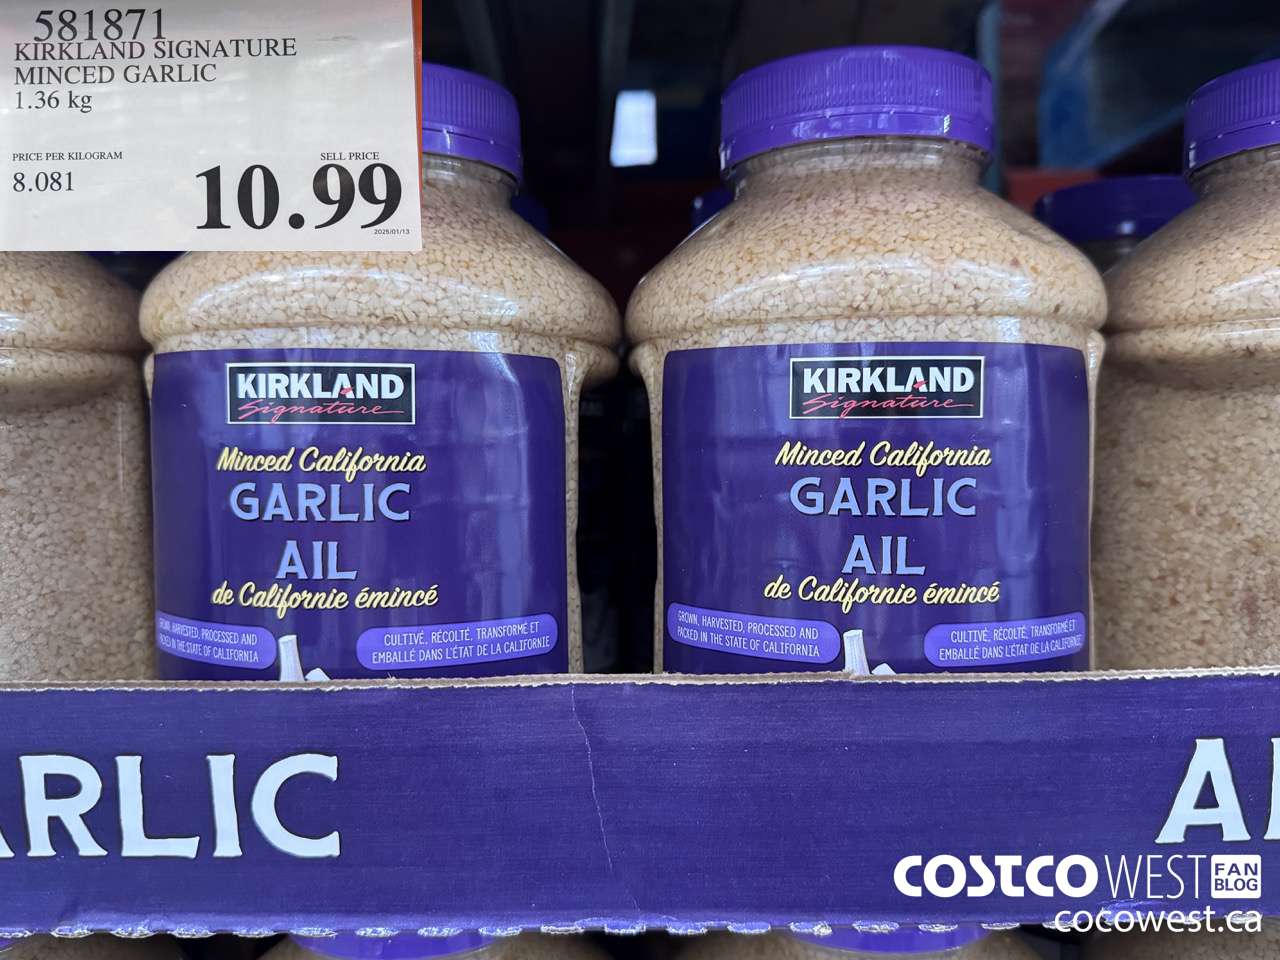 581871
KIRKLAND SIGNATURE
MINCED GARLIC
1.36 kg
PRICE PER KILOGRAM
8.081
SELL PRICE
10.99
2025/01/13
KIRKLAND
Signature
Minced California
GARLIC
AIL
de Californie émincé
GROWN, HARVESTED, PROCESSED AND
PACKED IN THE STATE OF CALIFORNIA
CULTIVÉ, RÉCOLTÉ, TRANSFORMÉ ET
EMBALLÉ DANS L'ÉTAT DE LA CALIFORNIE
KIRKLAND
Signature
Minced California
GARLIC
AIL
de Californie émincé
GROWN, HARVESTED, PROCESSED AND
PACKED IN THE STATE OF CALIFORNIA
CULTIVÉ, RÉCOLTÉ, TRANSFORMÉ ET
EMBALLÉ DANS L'ÉTAT DE LA CALIFORNIE
ARLIC
AI
COSTCO WEST FAN BLOG
cocowest.ca